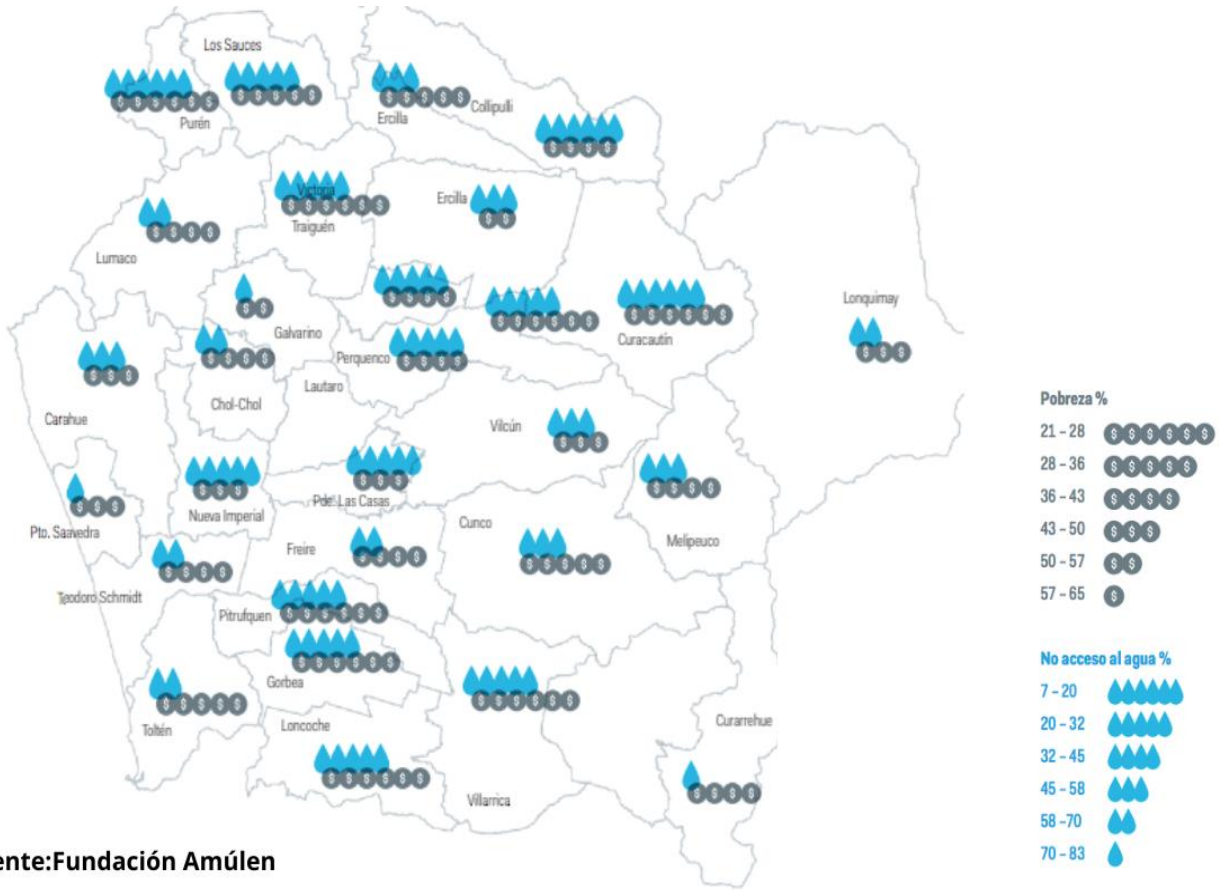 Los Sauces
Purén
Ercilla
Collipulli
Victoria
Traiguén
Ercilla
Lumaco
Lonquimay
Galvarino
Curacautín
Perquenco
Lautaro
Chol-Chol
Carahue
Vilcún
Pde. Las Casas
Nueva Imperial
Pto. Saavedra
Cunco
Melipeuco
Freire
Teodoro Schmidt
Pitrufquen
Gorbea
Toltén
Loncoche
Curarrehue
Villarrica
Pobreza %
21 – 28
28 – 36
36 – 43
43 – 50
50 – 57
57 – 65
No acceso al agua %
7 – 20
20 – 32
32 – 45
45 – 58
58 –70
70 – 83
ente:Fundación Amúlen